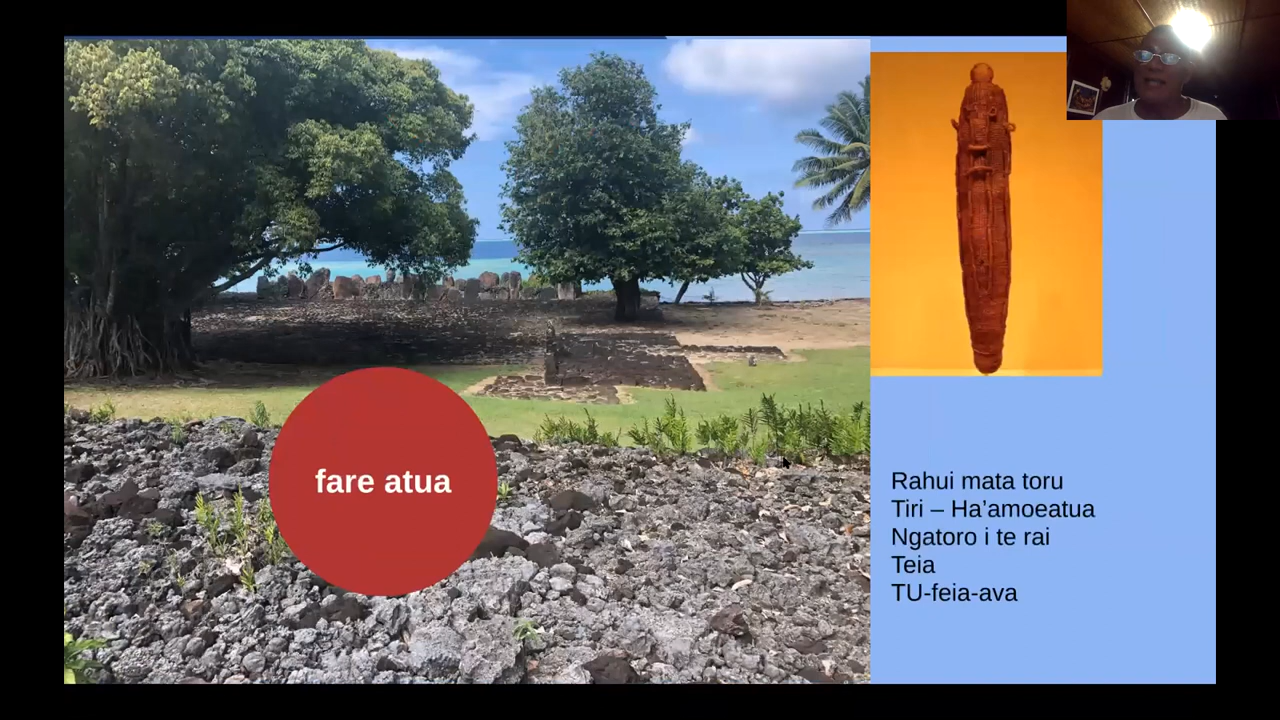 fare atua
Rahui mata toru
Tiri – Ha’amoeatua
Ngatoro i te rai
Teia
TU-feia-ava